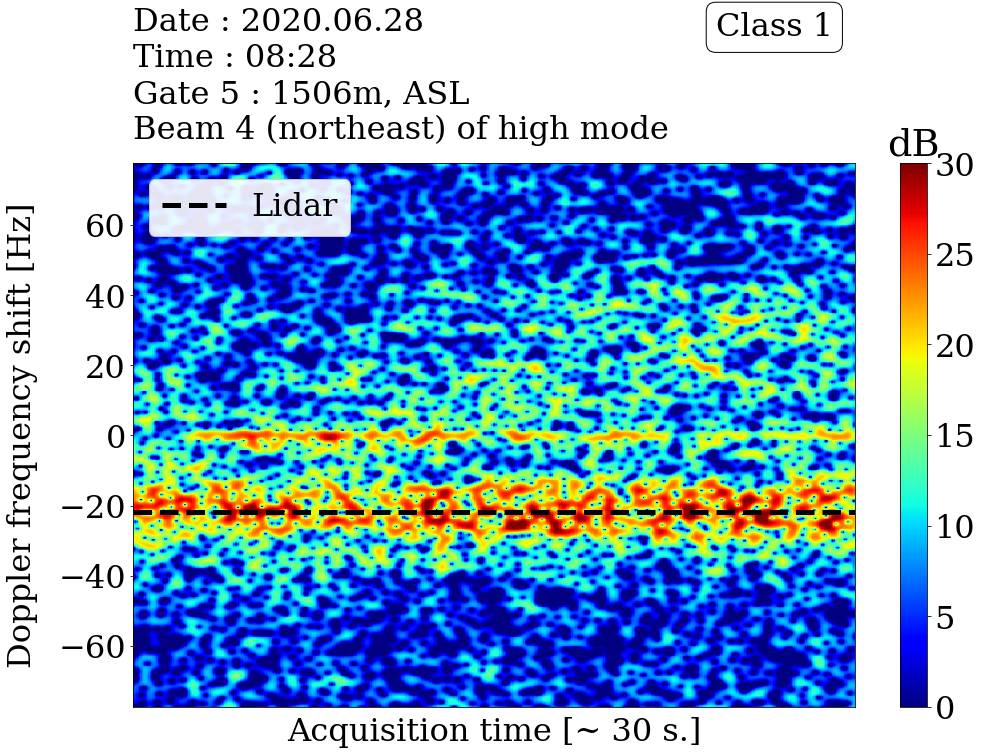 Date : 2020.06.28
Time : 08:28
Gate 5 : 1506m, ASL
Beam 4 (northeast) of high mode
Class 1
dB
Lidar
Doppler frequency shift [Hz]
60
40
20
0
−20
−40
−60
30
25
20
15
10
5
0
Acquisition time [~ 30 s.]